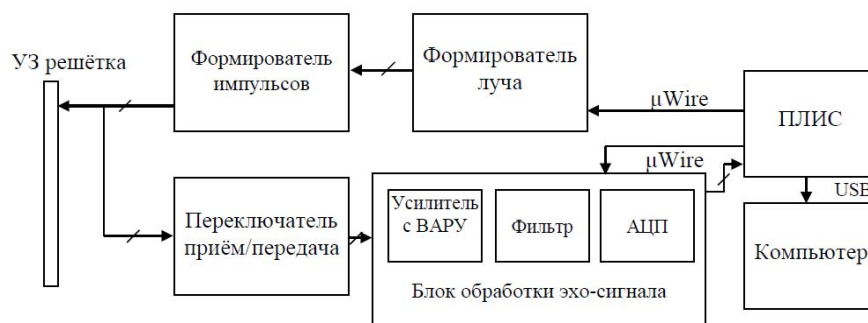 УЗ решётка
Формирователь
импульсов
Формирователь
луча
μWire
ПЛИС
μWire
USB
Переключатель
приём/передача
Усилитель
с ВАРУ
Фильтр
АЦП
Блок обработки эхо-сигнала
Компьютер